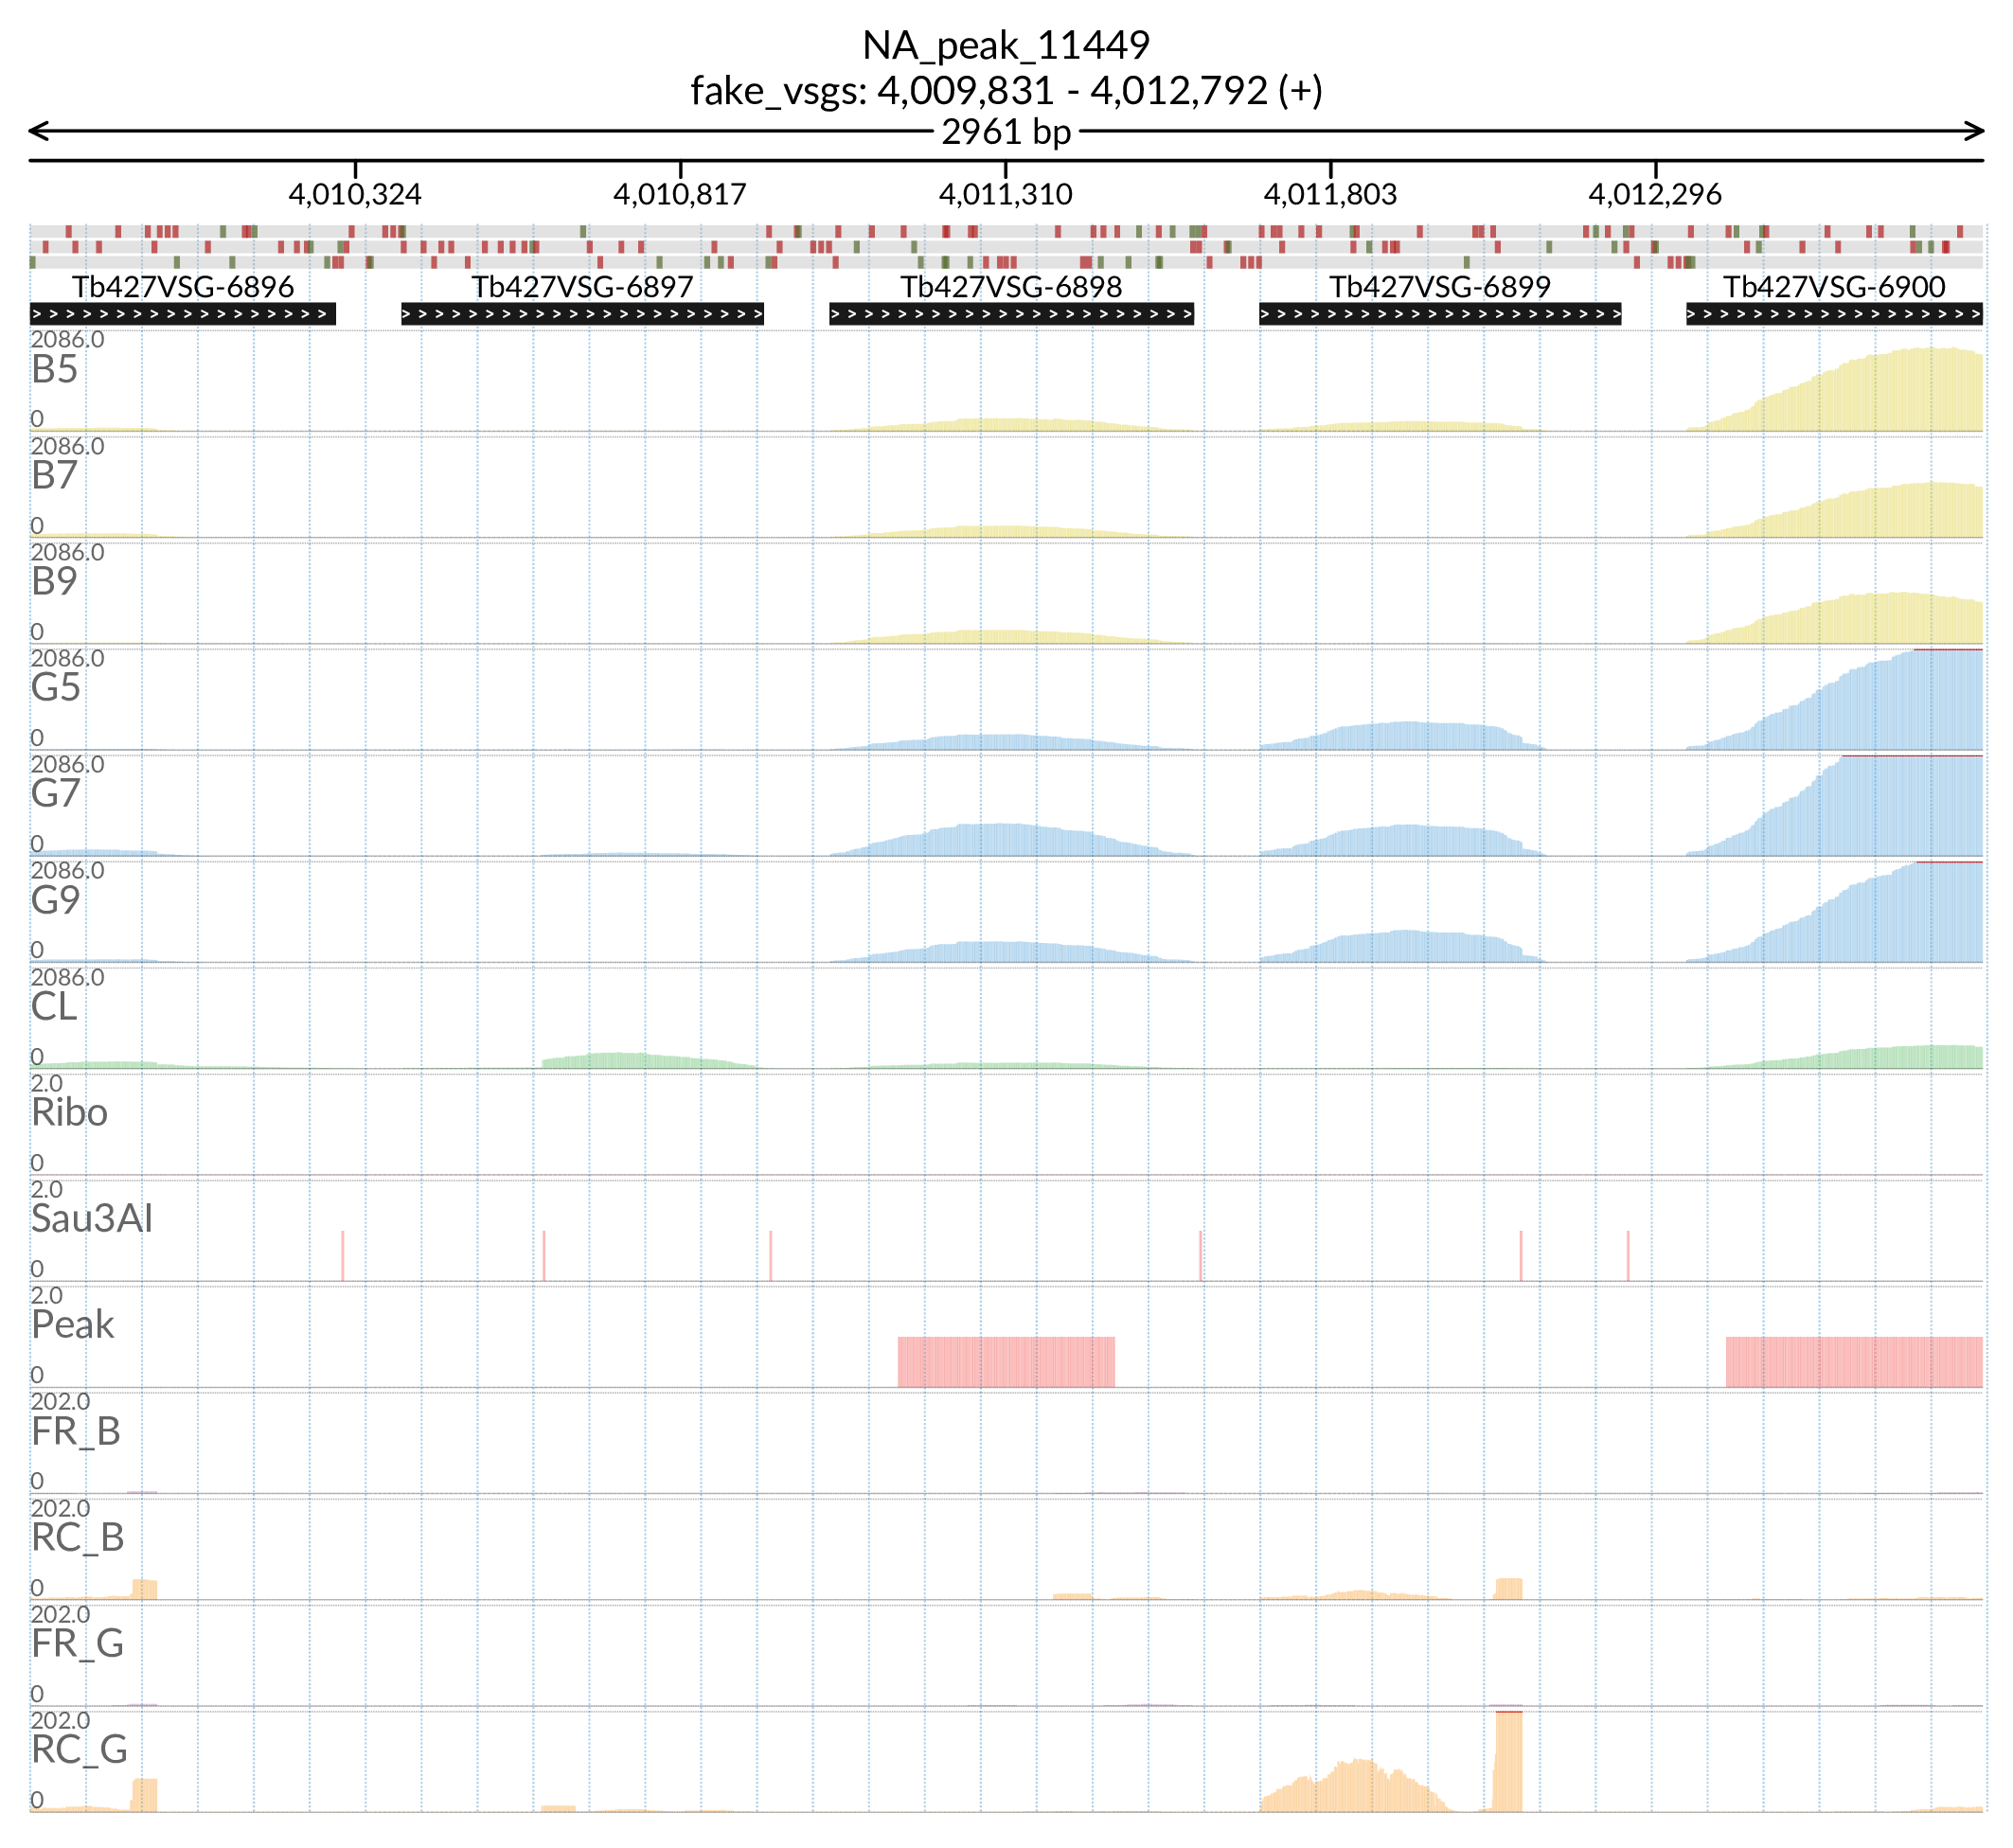 NA_peak_11449
fake_vsgs: 4,009,831 - 4,012,792 (+)
2961 bp
4,010,324 4,010,817 4,011,310 4,011,803 4,012,296
Tb427VSG-6896 Tb427VSG-6897 Tb427VSG-6898 Tb427VSG-6899 Tb427VSG-6900
2086.0
B5
0
2086.0
B7
0
2086.0
B9
0
2086.0
G5
0
2086.0
G7
0
2086.0
G9
0
2086.0
CL
0
2.0
Ribo
0
2.0
Sau3AI
0
2.0
Peak
0
202.0
FR_B
0
202.0
RC_B
0
202.0
FR_G
0
202.0
RC_G
0